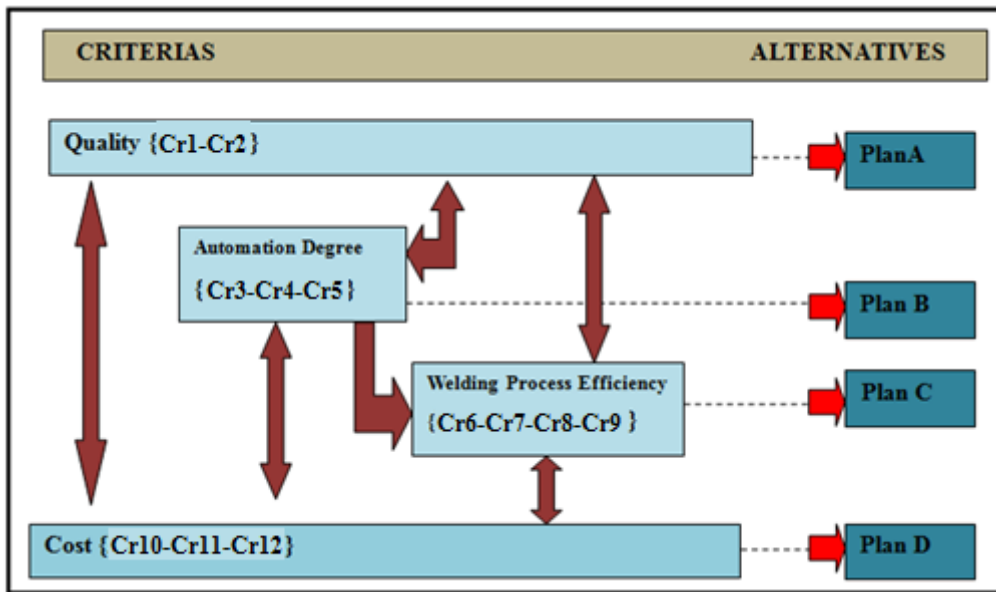 CRITERIAS
ALTERNATIVES
Quality {Cr1-Cr2}
PlanA
Automation Degree
{Cr3-Cr4-Cr5}
Plan B
Welding Process Efficiency
{Cr6-Cr7-Cr8-Cr9 }
Plan C
Cost {Cr10-Cr11-Cr12}
Plan D